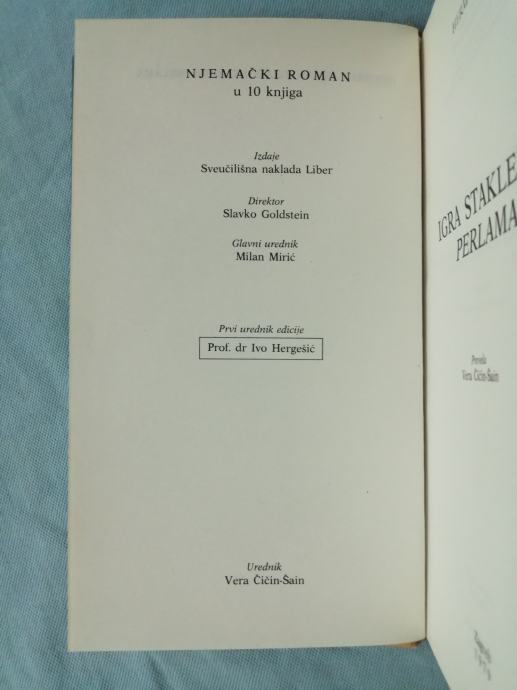 NJEMAČKI ROMAN
u 10 knjiga
Izdaje
Sveučilišna naklada Liber
Direktor
Slavko Goldstein
Glavni urednik
Milan Mirić
Prvi urednik edicije
Prof. dr Ivo Hergešić
Urednik
Vera Čičin-Šain
IGRA STAKLE
PERLAMA
Prevela
Vera Čičin-Šain